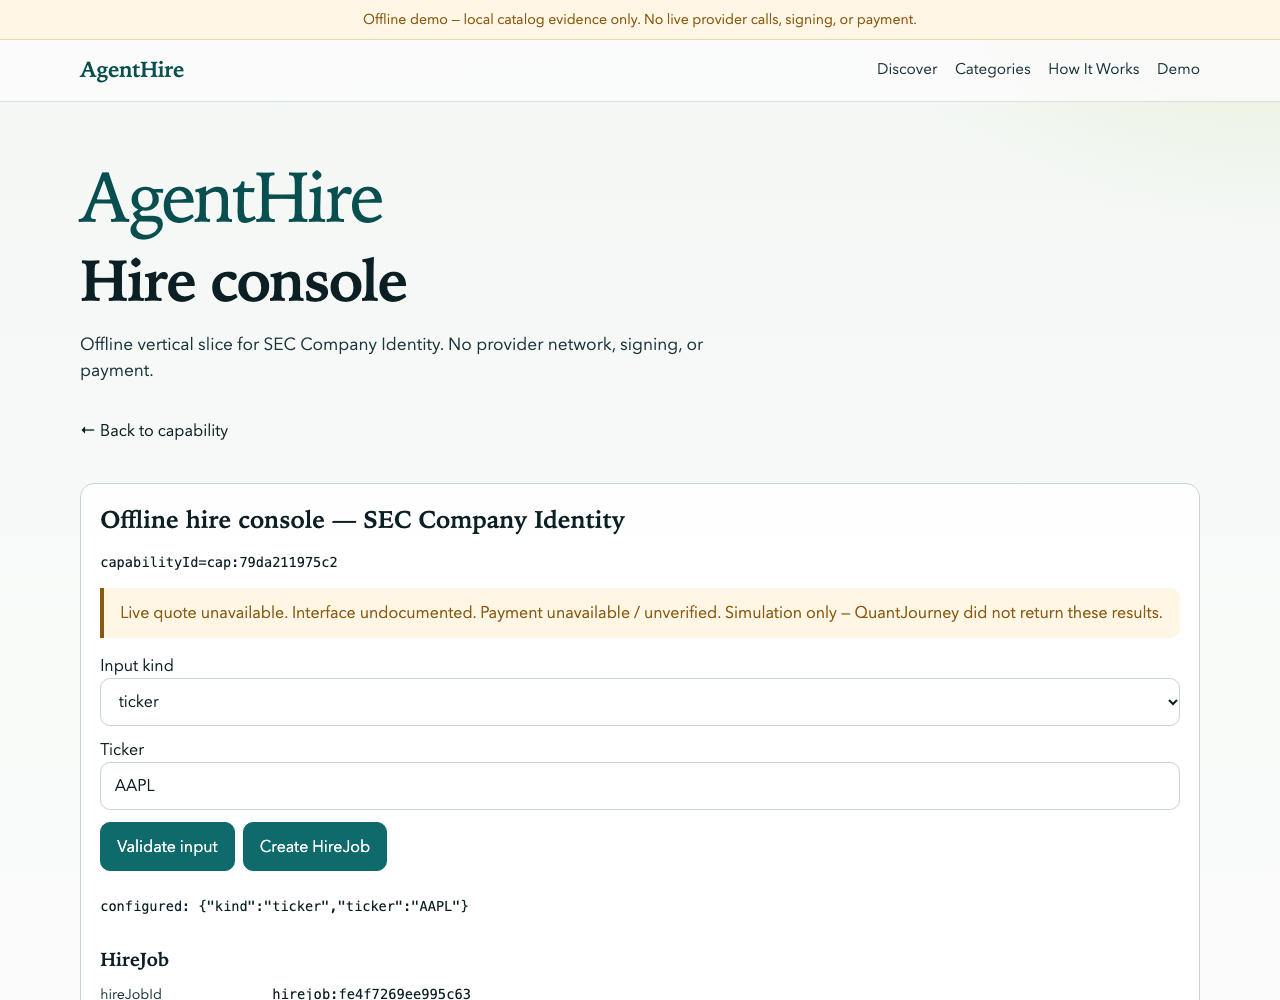 Offline demo — local catalog evidence only. No live provider calls, signing, or payment.
AgentHire
Discover Categories How It Works Demo
AgentHire
Hire console
Offline vertical slice for SEC Company Identity. No provider network, signing, or
payment.
← Back to capability
Offline hire console — SEC Company Identity
capabilityId=cap:79da211975c2
Live quote unavailable. Interface undocumented. Payment unavailable / unverified. Simulation only — QuantJourney did not return these results.
Input kind
ticker
Ticker
AAPL
Validate input Create HireJob
configured: {"kind":"ticker","ticker":"AAPL"}
HireJob
hireJobId hirejob:fe4f7269ee995c63